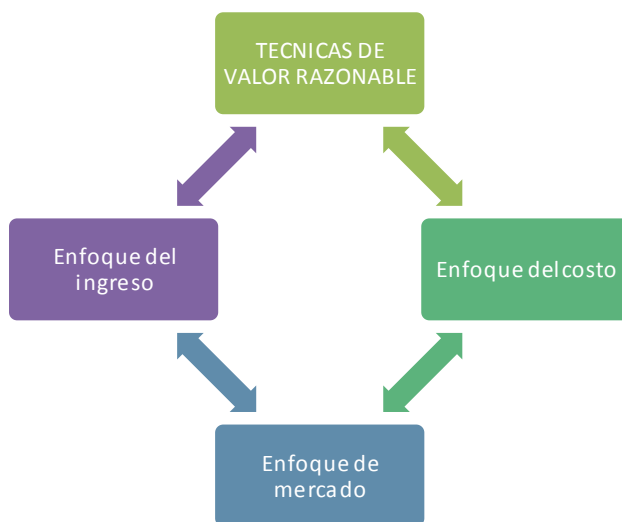 TECNICAS DE
VALOR RAZONABLE
Enfoque del
ingreso
Enfoque del costo
Enfoque de
mercado